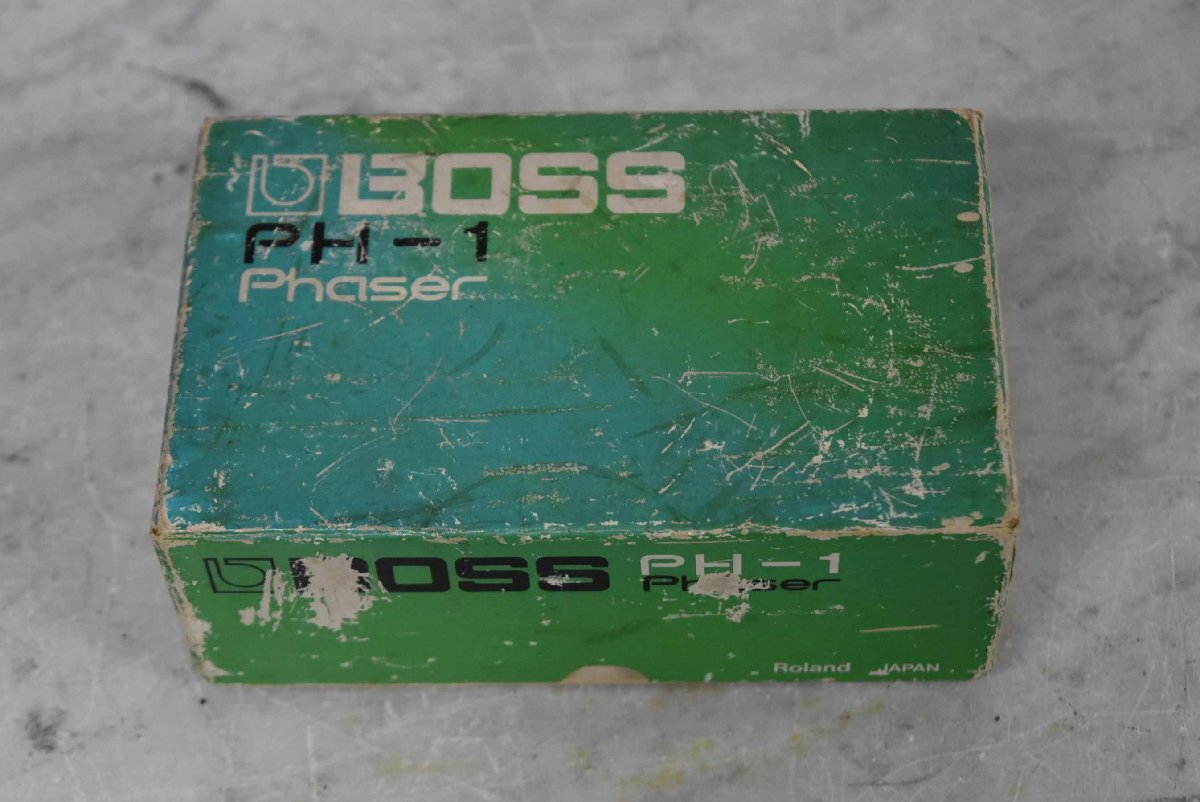 BOSS
PH-1
Phaser
BOSS PH-1
Phaser
Roland JAPAN